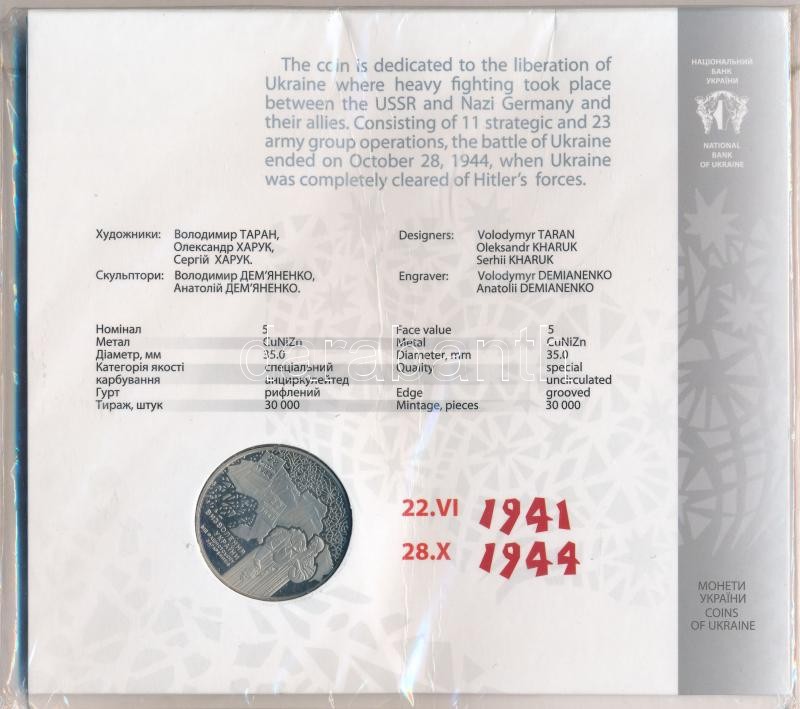 The coin is dedicated to the liberation of
Ukraine where heavy fighting took place
between the USSR and Nazi Germany and
their allies. Consisting of 11 strategic and 23
army group operations, the battle of Ukraine
ended on October 28, 1944, when Ukraine
was completely cleared of Hitler's forces.
НАЦІОНАЛЬНИЙ
БАНК
УКРАЇНИ
NATIONAL
BANK
OF UKRAINE
Художники: Володимир ТАРАН,
Олександр ХАРУК,
Сергій ХАРУК.
Скульптори: Володимир ДЕМ'ЯНЕНКО,
Анатолій ДЕМ'ЯНЕНКО.
Designers: Volodymyr TARAN
Oleksandr KHARUK
Serhii KHARUK
Engraver: Volodymyr DEMIANENKO
Anatolii DEMIANENKO
Номінал 5
Метал CuNiZn
Діаметр, мм 35.0
Категорія якості спеціальний
карбування анциркулейтед
Гурт рифлений
Тираж, штук 30 000
Face value 5
Metal CuNiZn
Diameter, mm 35.0
Quality special
uncirculated
Edge grooved
Mintage, pieces 30 000
darabanth
ВИЗВОЛЕННЯ
УКРАЇНИ
22.VI 1941
28.X 1944
МОНЕТИ
УКРАЇНИ
COINS
OF UKRAINE